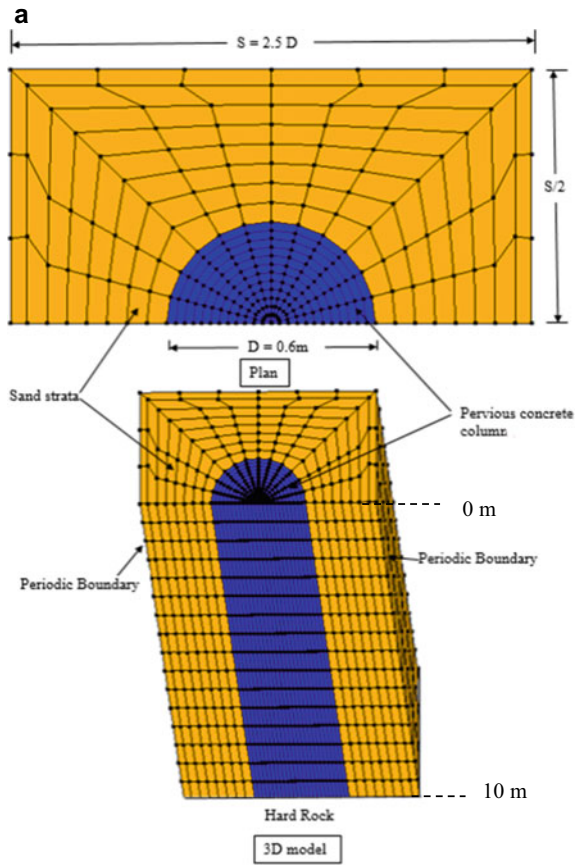 a
S = 2.5 D
S/2
D = 0.6m
Plan
Sand strata
Pervious concrete
column
0 m
Periodic Boundary
Periodic Boundary
10 m
Hard Rock
3D model